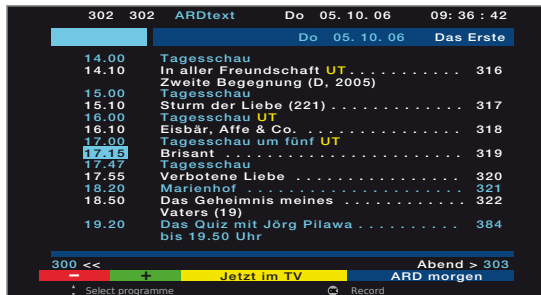 302 302 ARDtext Do 05. 10. 06 09: 36 : 42
Do 05. 10. 06 Das Erste
14.00 Tagesschau
14.10 In aller Freundschaft UT . . . . . . . . . . . 316
Zweite Begegnung (D, 2005)
15.00 Tagesschau
15.10 Sturm der Liebe (221) . . . . . . . . . . . . . 317
16.00 Tagesschau UT
16.10 Eisbär, Affe & Co. . . . . . . . . . . . . . . . . 318
17.00 Tagesschau um fünf UT
17.15 Brisant . . . . . . . . . . . . . . . . . . . . . 319
17.47 Tagesschau
17.55 Verbotene Liebe . . . . . . . . . . . . . . . . 320
18.20 Marienhof . . . . . . . . . . . . . . . . . . . . 321
18.50 Das Geheimnis meines . . . . . . . . . . . 322
Vaters (19)
19.20 Das Quiz mit Jörg Pilawa . . . . . . . . . . 384
bis 19.50 Uhr
300 << Abend > 303
− + Jetzt im TV ARD morgen
Select programme Record